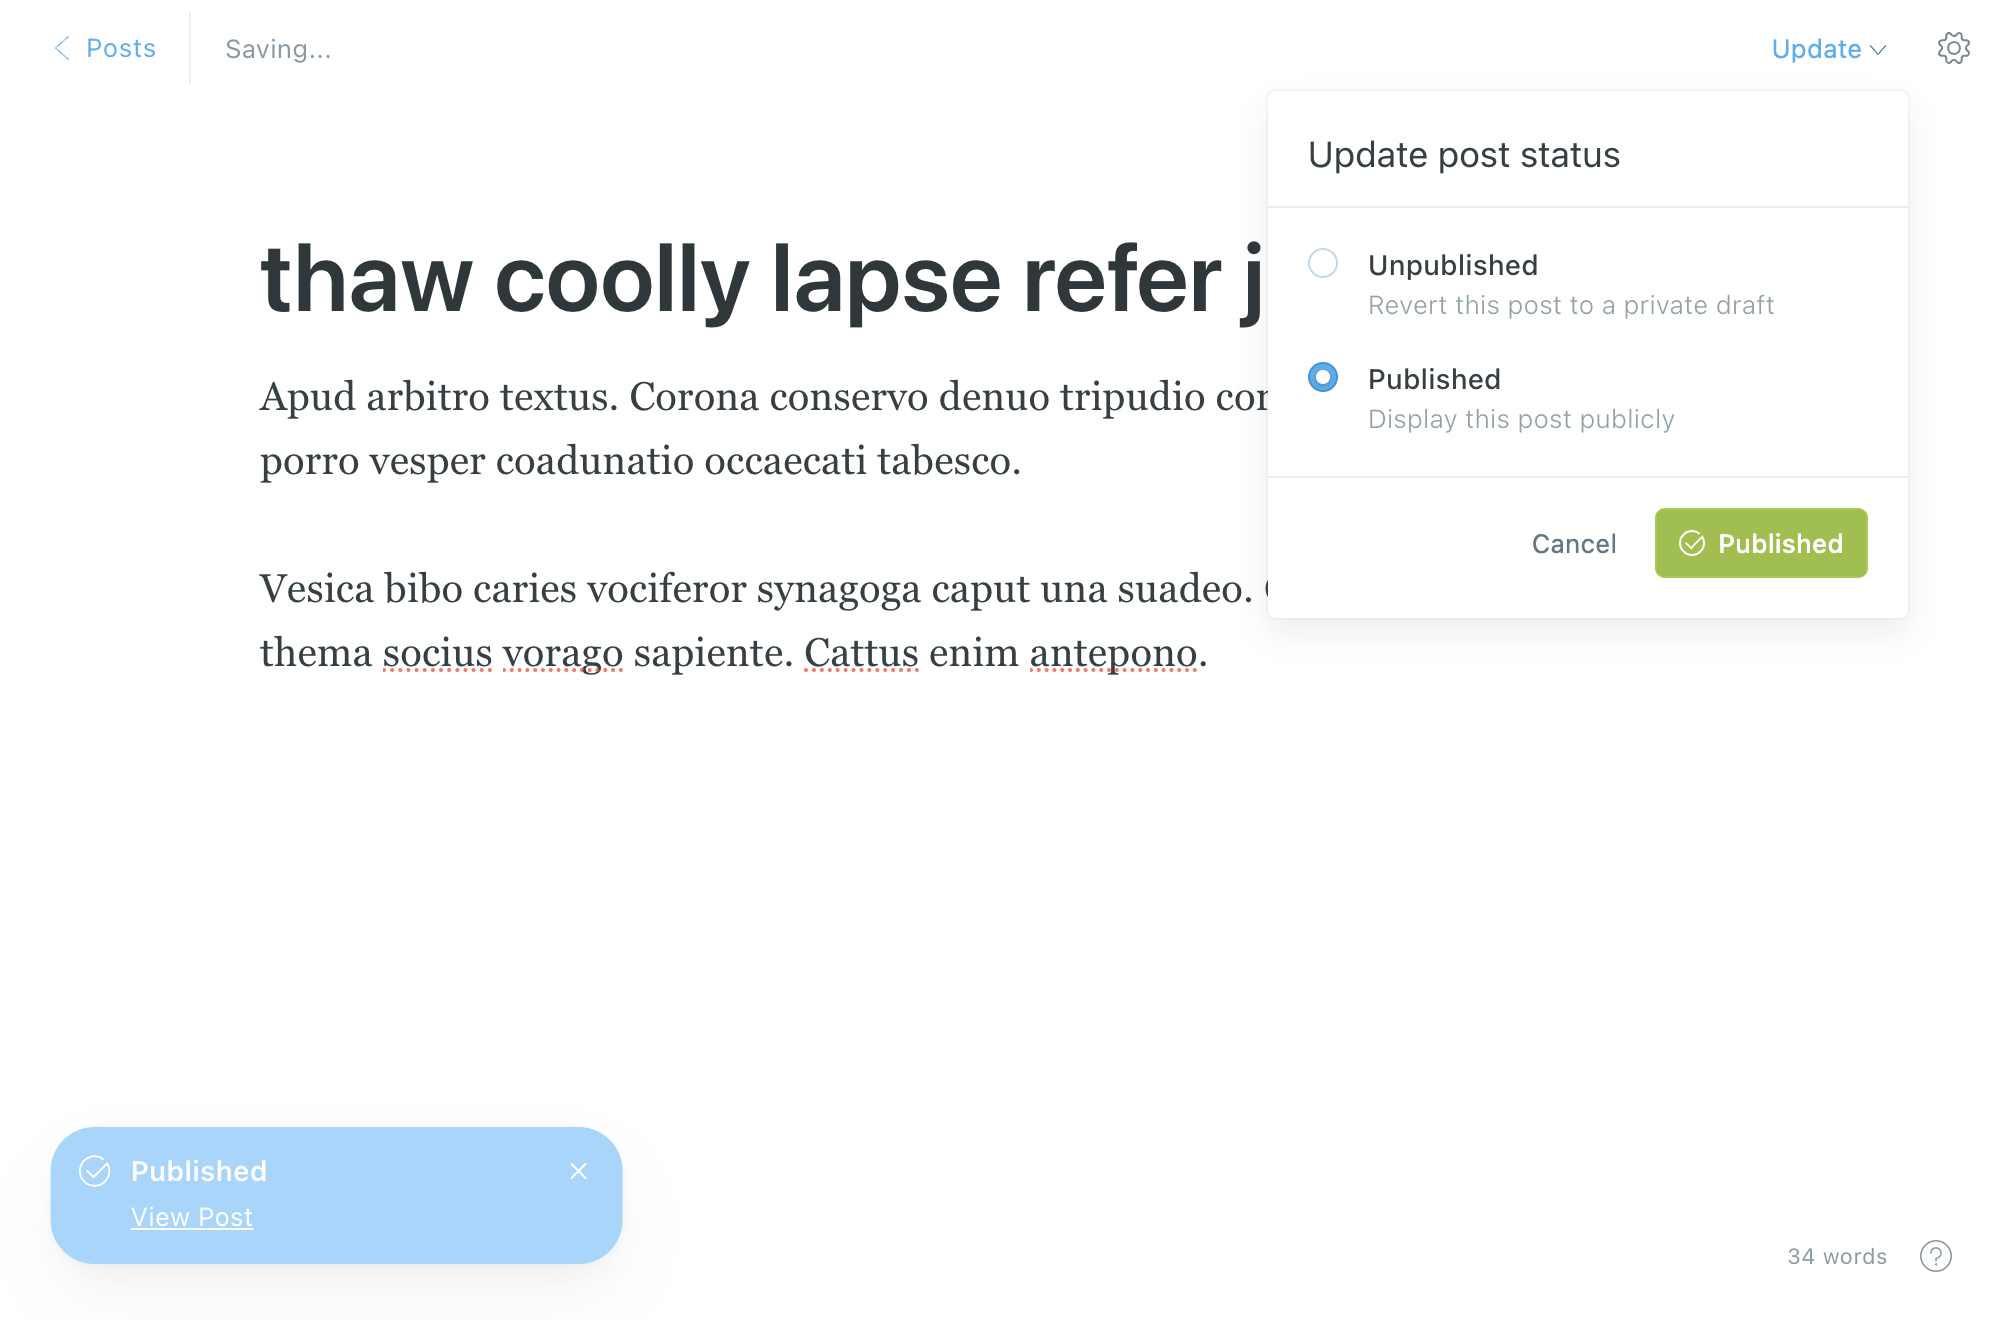 Posts
Saving...
Update
Update post status
Unpublished
Revert this post to a private draft
Published
Display this post publicly
Cancel
Published
thaw coolly lapse refer j
Apud arbitro textus. Corona conservo denuo tripudio
porro vesper coadunatio occaecati tabesco.
Vesica bibo caries vociferor synagoga caput una suadeo.
thema socius vorago sapiente. Cattus enim antepono.
Published
View Post
34 words